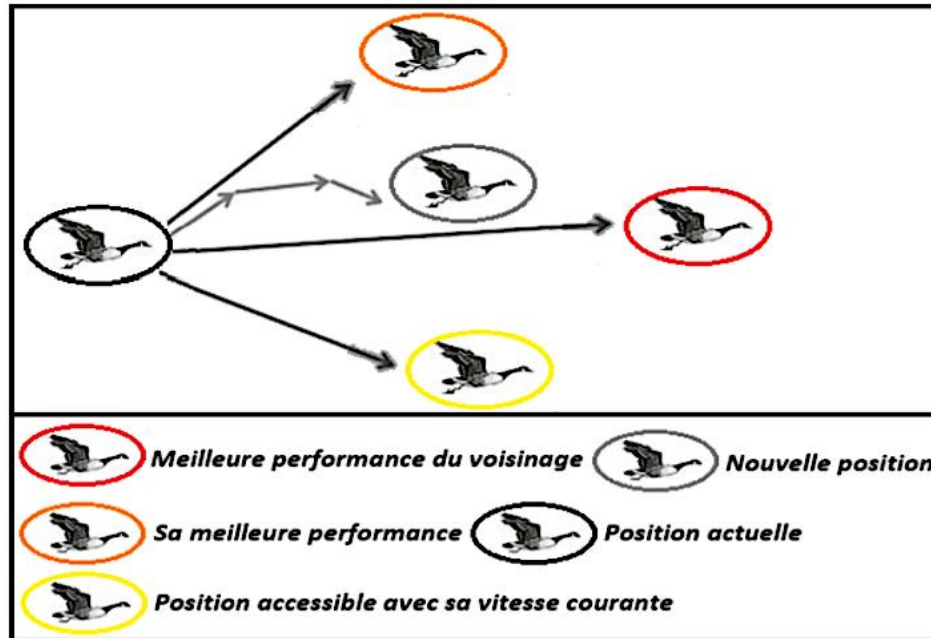 Meilleure performance du voisinage
Nouvelle position
Sa meilleure performance
Position actuelle
Position accessible avec sa vitesse courante